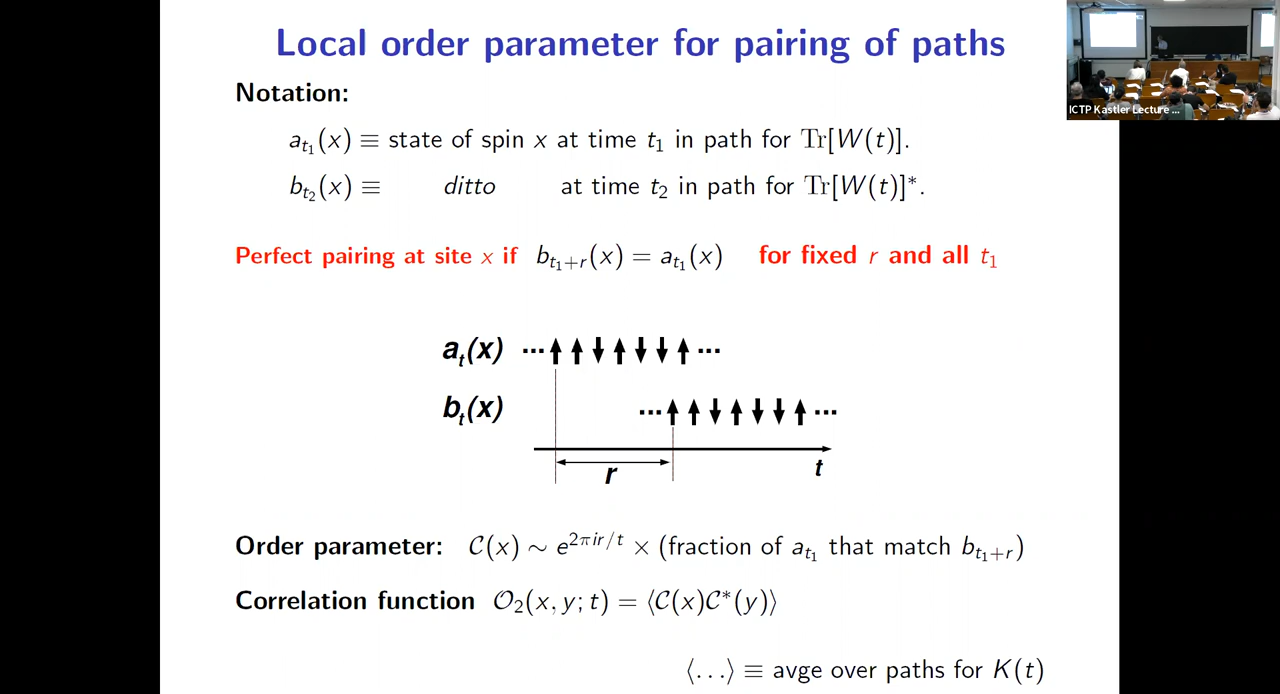 Local order parameter for pairing of paths
ICTP Kastler Lecture ...
Notation:
a_{t_1}(x) ≡ state of spin x at time t_1 in path for Tr[W(t)].
b_{t_2}(x) ≡ ditto at time t_2 in path for Tr[W(t)]*.
Perfect pairing at site x if b_{t_1+r}(x) = a_{t_1}(x) for fixed r and all t_1
a_t(x) ...↑↑↓↑↓↓↑...
b_t(x) ...↑↑↓↑↓↓↑...
r t
Order parameter: 𝒞(x) ∼ e^{2πir/t} × (fraction of a_{t_1} that match b_{t_1+r})
Correlation function 𝒪_2(x, y; t) = ⟨𝒞(x)𝒞*(y)⟩
⟨...⟩ ≡ avge over paths for K(t)